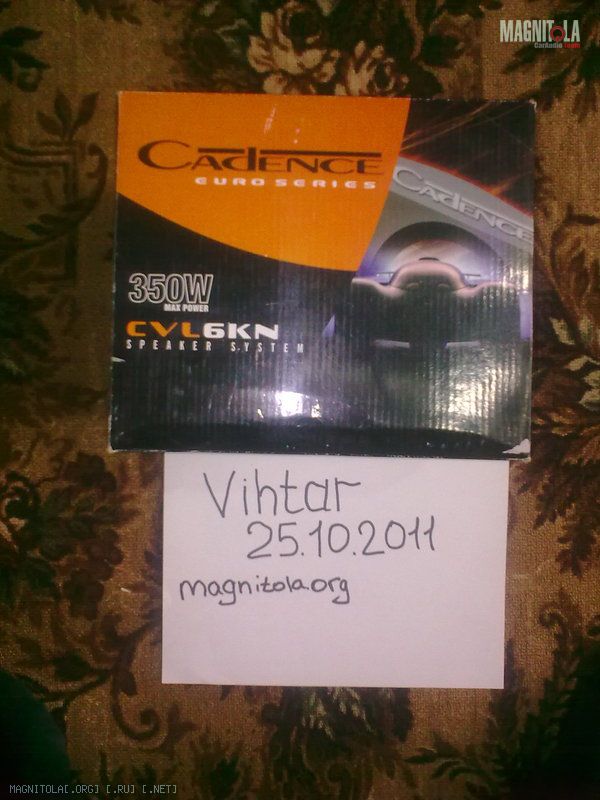 MAGNITOLA
CarAudio Team
CADENCE
EURO SERIES
CADENCE
350W
MAX POWER
CVL6KN
SPEAKER SYSTEM
Vihtar
25.10.2011
magnitola.org
MAGNITOLA[.ORG] [.RU] [.NET]